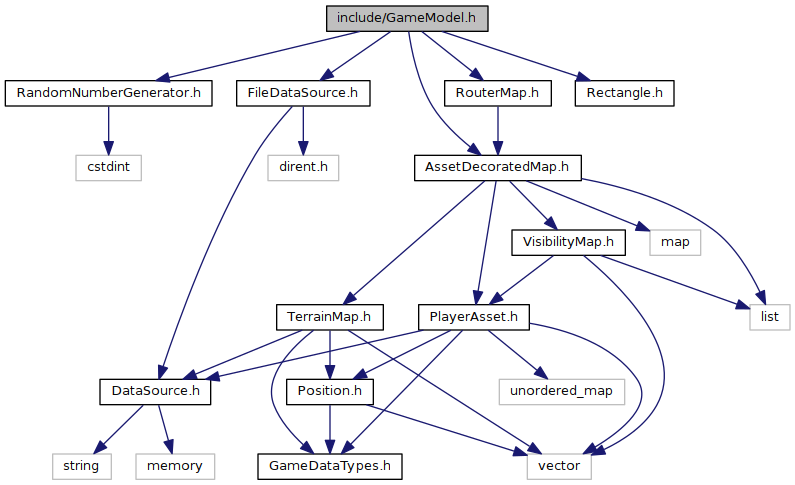 include/GameModel.h
RandomNumberGenerator.h
FileDataSource.h
RouterMap.h
Rectangle.h
cstdint
dirent.h
AssetDecoratedMap.h
VisibilityMap.h
map
TerrainMap.h
PlayerAsset.h
list
DataSource.h
Position.h
unordered_map
string
memory
GameDataTypes.h
vector